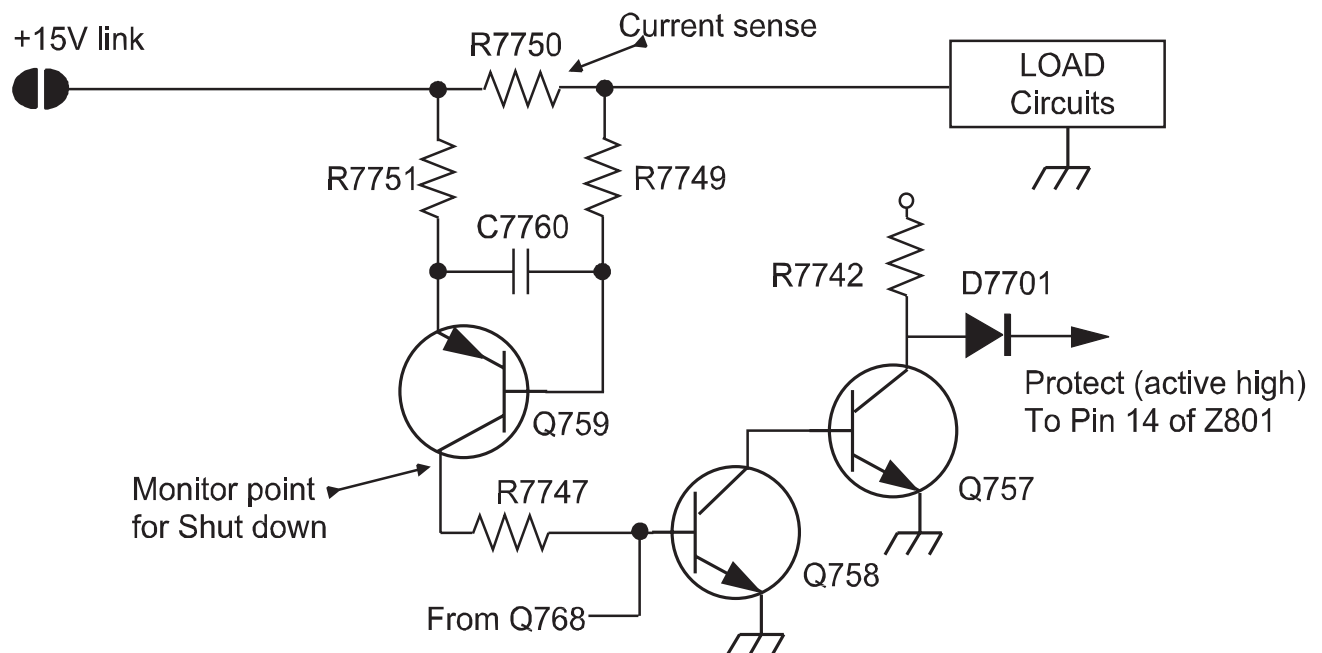 +15V link
R7750
Current sense
LOAD
Circuits
R7751
R7749
C7760
R7742
D7701
Protect (active high)
To Pin 14 of Z801
Q759
Monitor point
for Shut down
R7747
Q757
Q758
From Q768